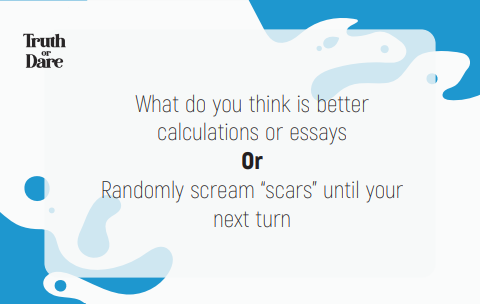 Truth
or
Dare
What do you think is better
calculations or essays
Or
Randomly scream “scars” until your
next turn